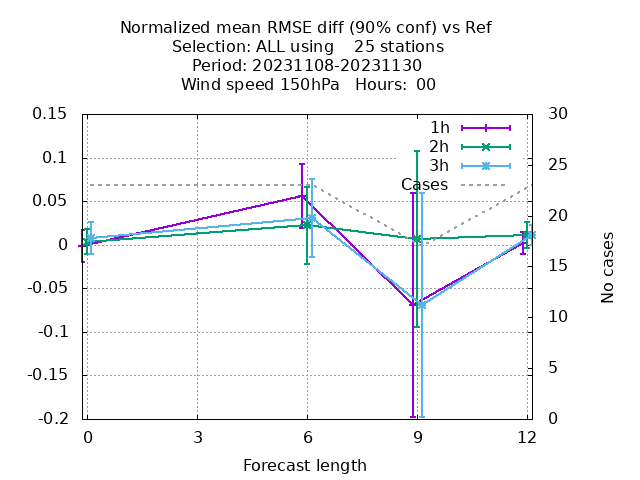 Normalized mean RMSE diff (90% conf) vs Ref
Selection: ALL using    25 stations
Period: 20231108-20231130
Wind speed 150hPa   Hours:  00
0.15
0.1
0.05
0
-0.05
-0.1
-0.15
-0.2
30
25
20
15
10
5
0
1h
2h
3h
Cases
No cases
0
3
6
9
12
Forecast length